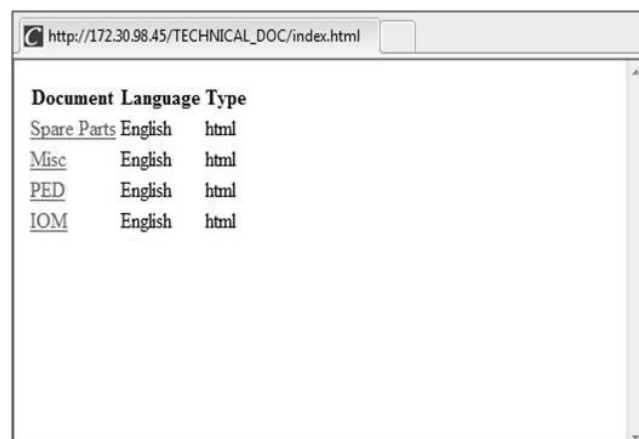 http://172.30.98.45/TECHNICAL_DOC/index.html
Document Language Type
Spare Parts English html
Misc English html
PED English html
IOM English html